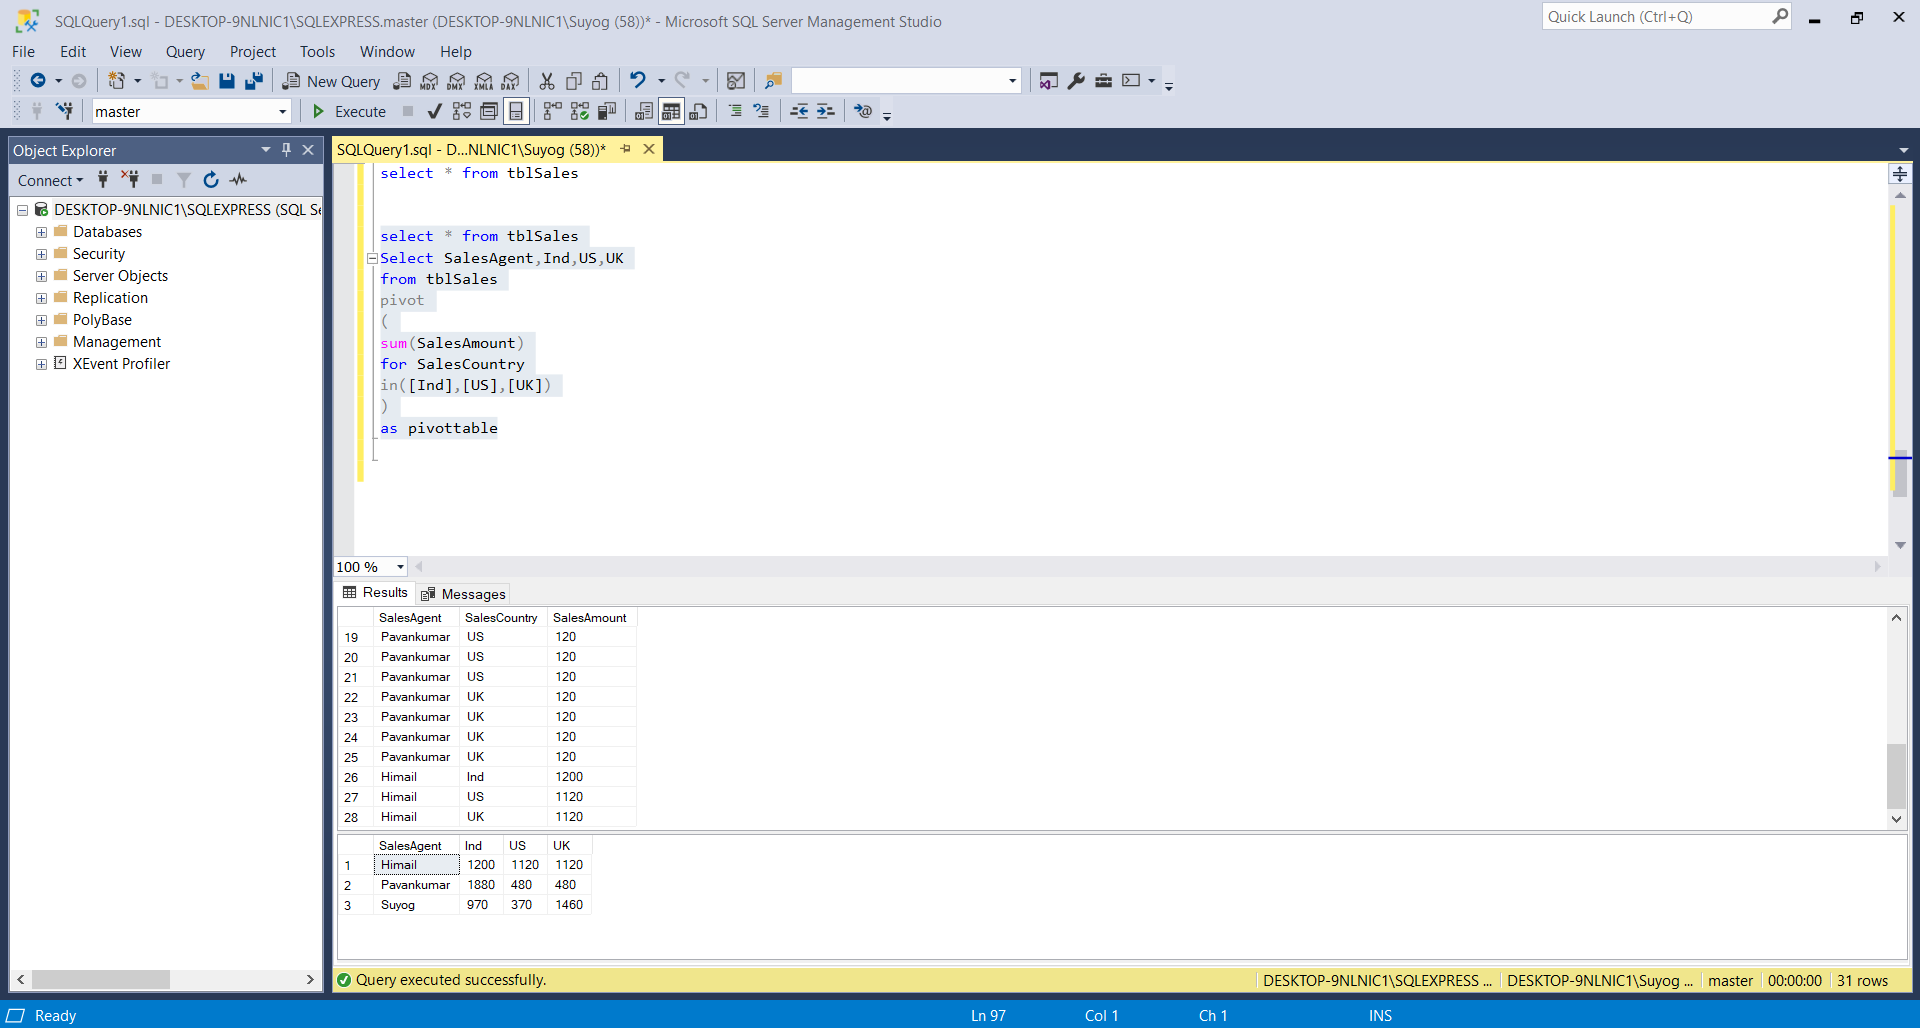 SQLQuery1.sql - DESKTOP-9NLNIC1\SQLEXPRESS.master (DESKTOP-9NLNIC1\Suyog (58))* - Microsoft SQL Server Management Studio
Quick Launch (Ctrl+Q)
File Edit View Query Project Tools Window Help
New Query MDX DMX XMLA DAX
master Execute
Object Explorer
Connect
DESKTOP-9NLNIC1\SQLEXPRESS (SQL Se
Databases
Security
Server Objects
Replication
PolyBase
Management
XEvent Profiler
SQLQuery1.sql - D...NLNIC1\Suyog (58))*
select * from tblSales
select * from tblSales
Select SalesAgent,Ind,US,UK
from tblSales
pivot
(
sum(SalesAmount)
for SalesCountry
in([Ind],[US],[UK])
)
as pivottable
100 %
Results Messages
SalesAgent SalesCountry SalesAmount
19 Pavankumar US 120
20 Pavankumar US 120
21 Pavankumar US 120
22 Pavankumar UK 120
23 Pavankumar UK 120
24 Pavankumar UK 120
25 Pavankumar UK 120
26 Himail Ind 1200
27 Himail US 1120
28 Himail UK 1120
SalesAgent Ind US UK
1 Himail 1200 1120 1120
2 Pavankumar 1880 480 480
3 Suyog 970 370 1460
Query executed successfully.
DESKTOP-9NLNIC1\SQLEXPRESS ... DESKTOP-9NLNIC1\Suyog ... master 00:00:00 31 rows
Ready Ln 97 Col 1 Ch 1 INS